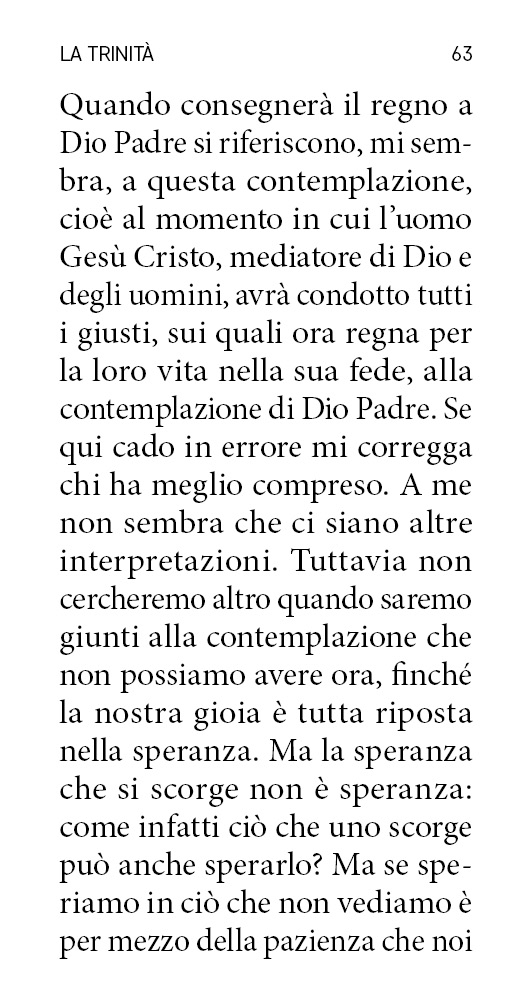 LA TRINITÀ 63
Quando consegnerà il regno a
Dio Padre si riferiscono, mi sem-
bra, a questa contemplazione,
cioè al momento in cui l’uomo
Gesù Cristo, mediatore di Dio e
degli uomini, avrà condotto tutti
i giusti, sui quali ora regna per
la loro vita nella sua fede, alla
contemplazione di Dio Padre. Se
qui cado in errore mi corregga
chi ha meglio compreso. A me
non sembra che ci siano altre
interpretazioni. Tuttavia non
cercheremo altro quando saremo
giunti alla contemplazione che
non possiamo avere ora, finché
la nostra gioia è tutta riposta
nella speranza. Ma la speranza
che si scorge non è speranza:
come infatti ciò che uno scorge
può anche sperarlo? Ma se spe-
riamo in ciò che non vediamo è
per mezzo della pazienza che noi